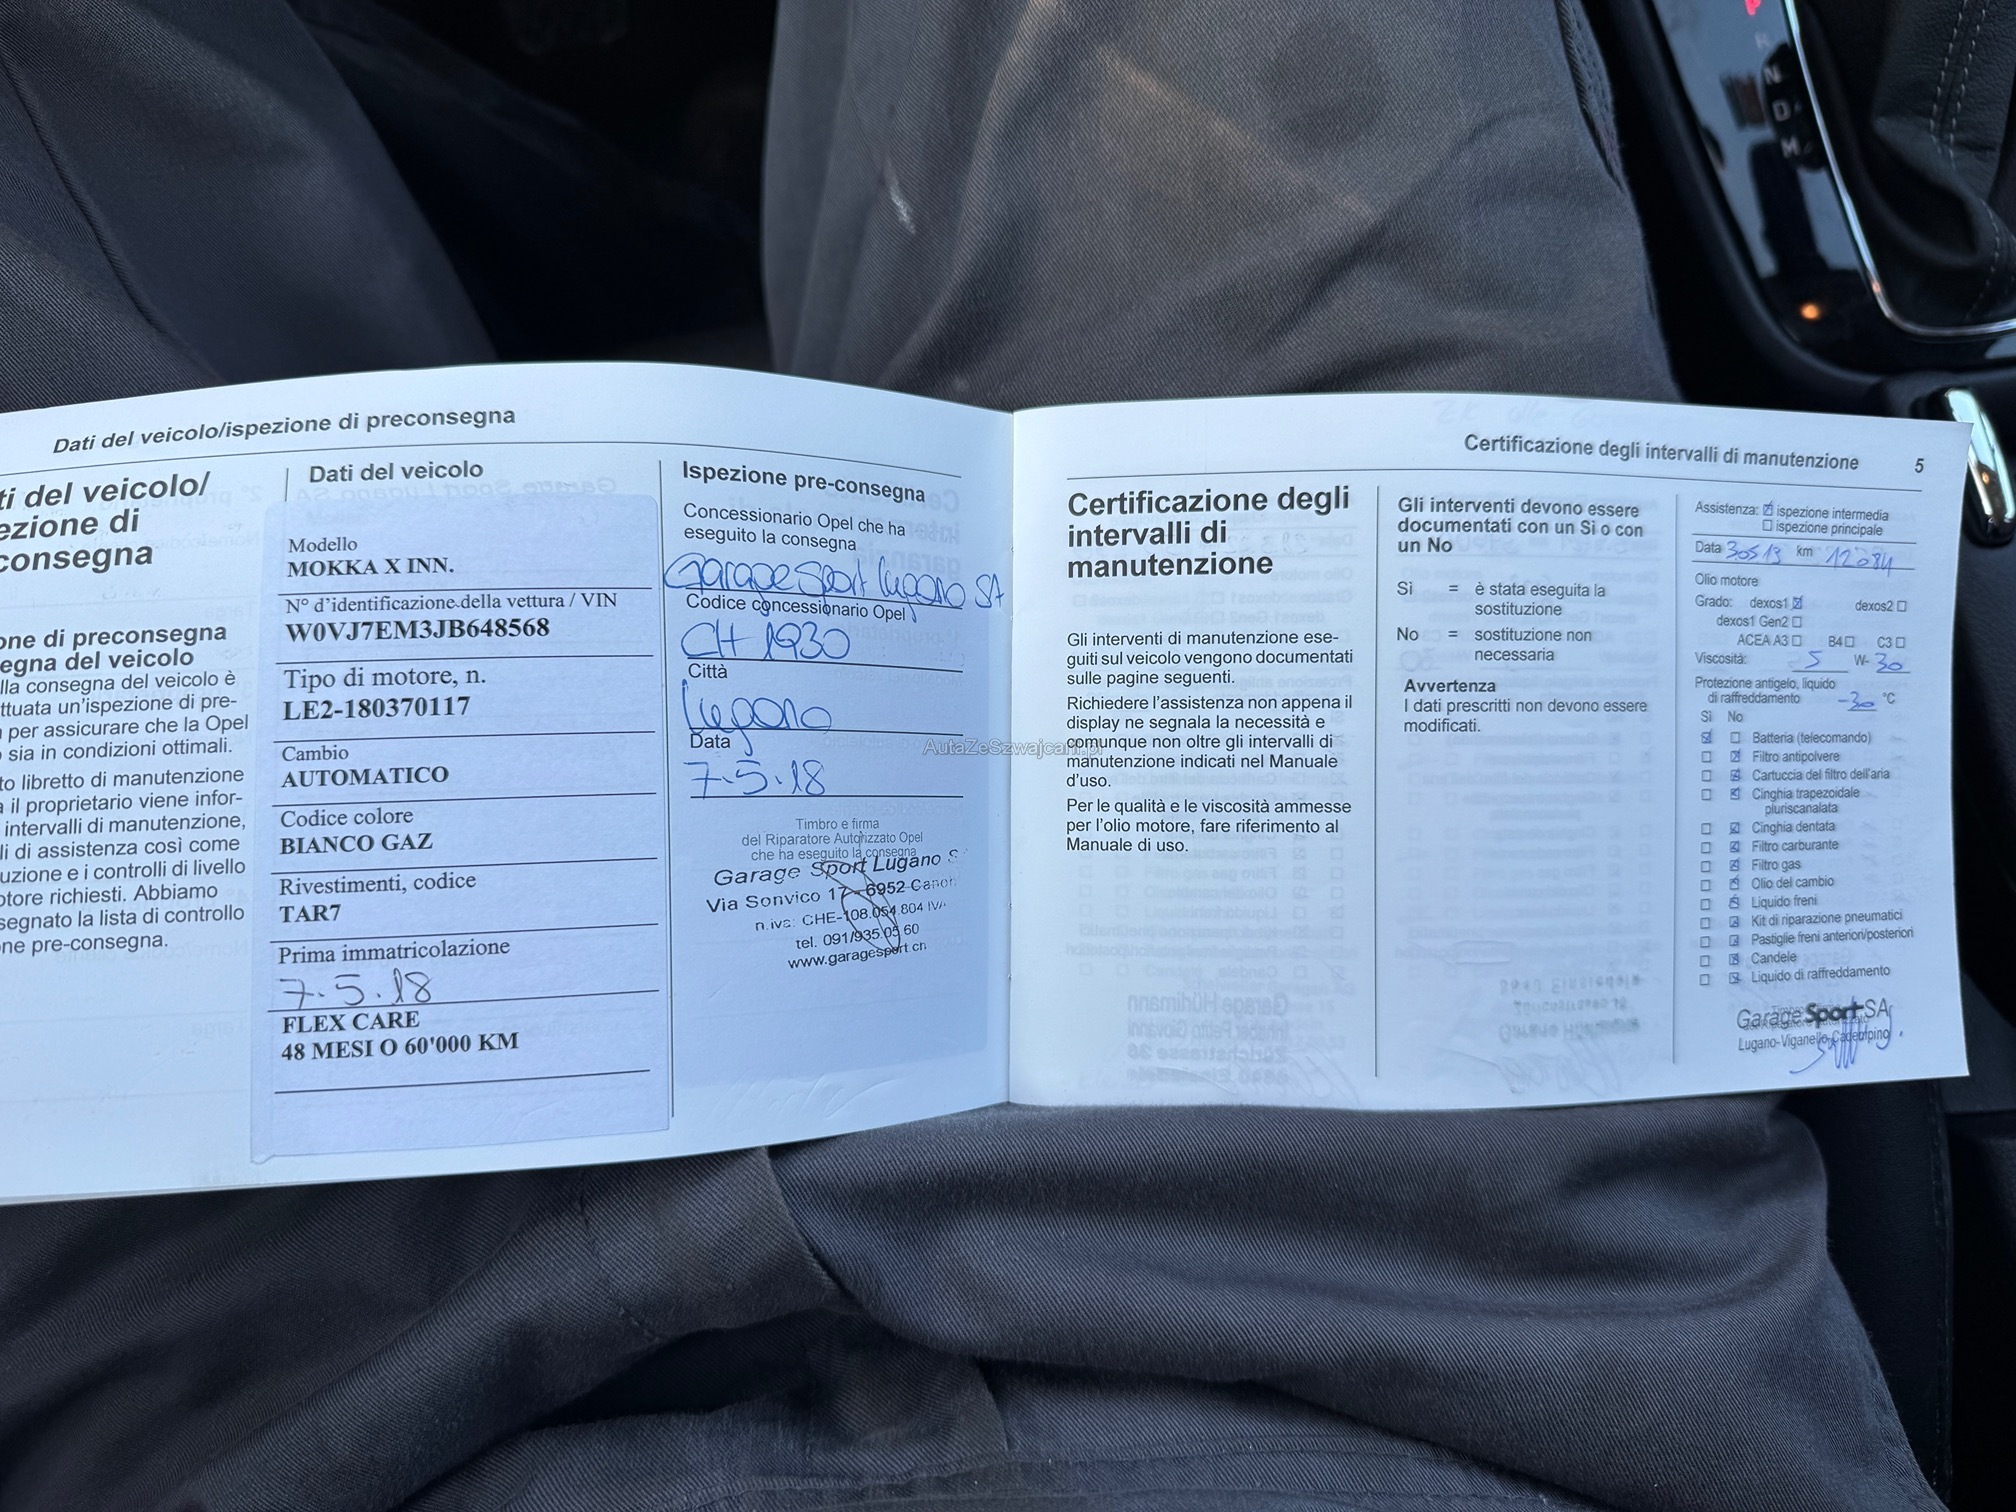 Dati del veicolo/ispezione di preconsegna
ti del veicolo/
ezione di
consegna
one di preconsegna
egna del veicolo
lla consegna del veicolo è
ttuata un'ispezione di pre-
per assicurare che la Opel
sia in condizioni ottimali.
to libretto di manutenzione
il proprietario viene infor-
intervalli di manutenzione,
li di assistenza così come
uzione e i controlli di livello
otore richiesti. Abbiamo
segnato la lista di controllo
one pre-consegna.
Dati del veicolo
Modello
MOKKA X INN.
N° d'identificazione della vettura / VIN
W0VJ7EM3JB648568
Tipo di motore, n.
LE2-180370117
Cambio
AUTOMATICO
Codice colore
BIANCO GAZ
Rivestimenti, codice
TAR7
Prima immatricolazione
7.5.18
FLEX CARE
48 MESI O 60'000 KM
Ispezione pre-consegna
Concessionario Opel che ha
eseguito la consegna
Garage Sport Lugano SA
Codice concessionario Opel
CH 1930
Città
Lugano
Data
7.5.18
Timbro e firma
del Riparatore Autorizzato Opel
che ha eseguito la consegna
Garage Sport Lugano S
Via Sonvico 17 - 6952 Canob
n.iva: CHE-108.054.804 IVA
tel. 091/935.05 60
www.garagesport.ch
AutaZeSzwajcarii.pl
Certificazione degli intervalli di manutenzione 5
Certificazione degli
intervalli di
manutenzione
Gli interventi di manutenzione ese-
guiti sul veicolo vengono documentati
sulle pagine seguenti.
Richiedere l'assistenza non appena il
display ne segnala la necessità e
comunque non oltre gli intervalli di
manutenzione indicati nel Manuale
d'uso.
Per le qualità e le viscosità ammesse
per l'olio motore, fare riferimento al
Manuale di uso.
Gli interventi devono essere
documentati con un Sì o con
un No
Sì = è stata eseguita la
sostituzione
No = sostituzione non
necessaria
Avvertenza
I dati prescritti non devono essere
modificati.
Assistenza: ispezione intermedia
ispezione principale
Data km 12084
Olio motore
Grado: dexos1 dexos2
dexos1 Gen2
ACEA A3 B4 C3
Viscosità: 5 W- 30
Protezione antigelo, liquido
di raffreddamento -30 °C
Sì No
Batteria (telecomando)
Filtro antipolvere
Cartuccia del filtro dell'aria
Cinghia trapezoidale
pluriscanalata
Cinghia dentata
Filtro carburante
Filtro gas
Olio del cambio
Liquido freni
Kit di riparazione pneumatici
Pastiglie freni anteriori/posteriori
Candele
Liquido di raffreddamento
Garage Sport SA
Lugano-Viganello-Cadempino
R
N
D
M